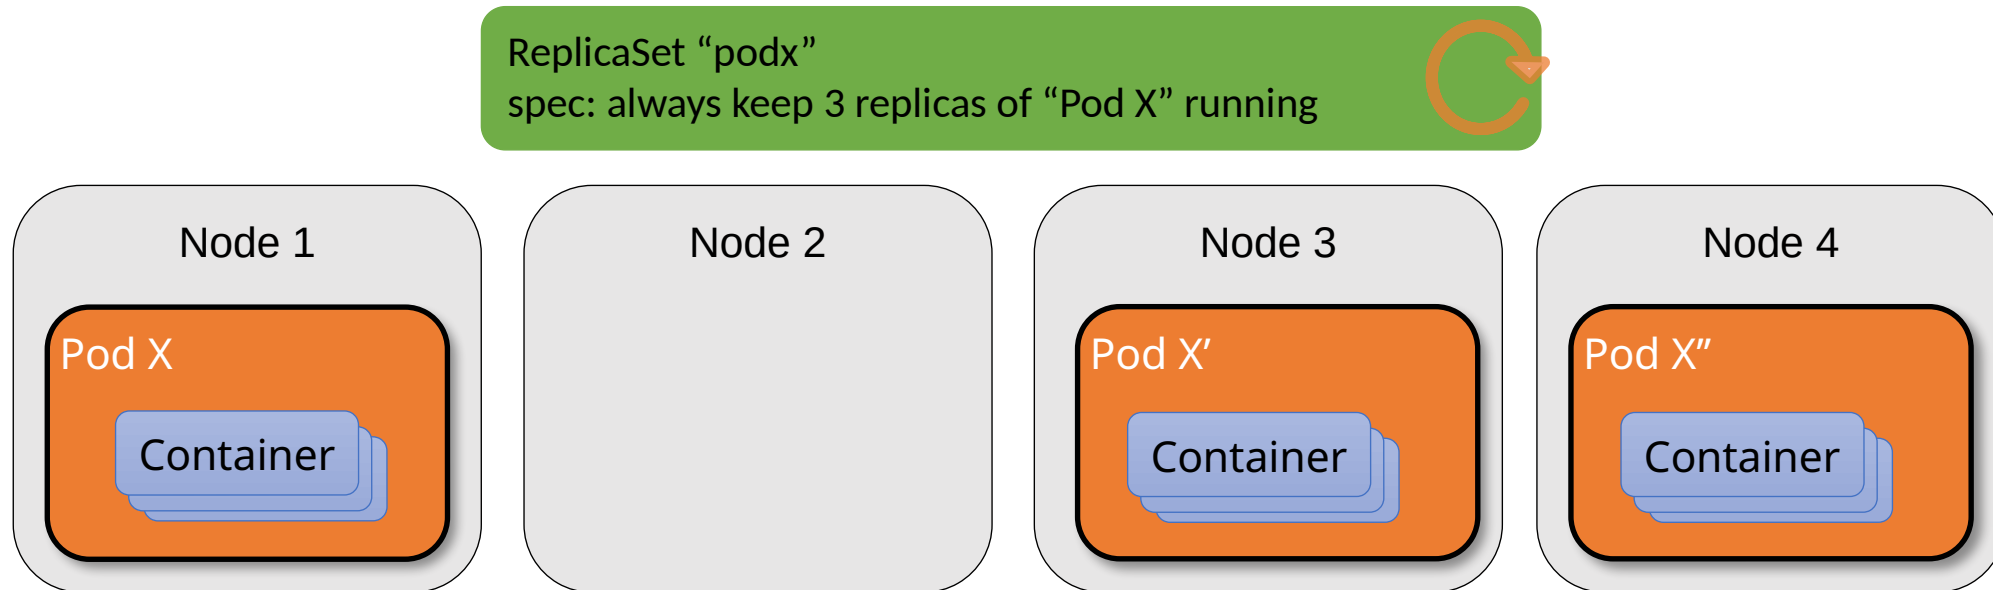 ReplicaSet “podx”
spec: always keep 3 replicas of “Pod X” running
Node 1
Node 2
Node 3
Node 4
Pod X
Pod X’
Pod X’’
Container
Container
Container